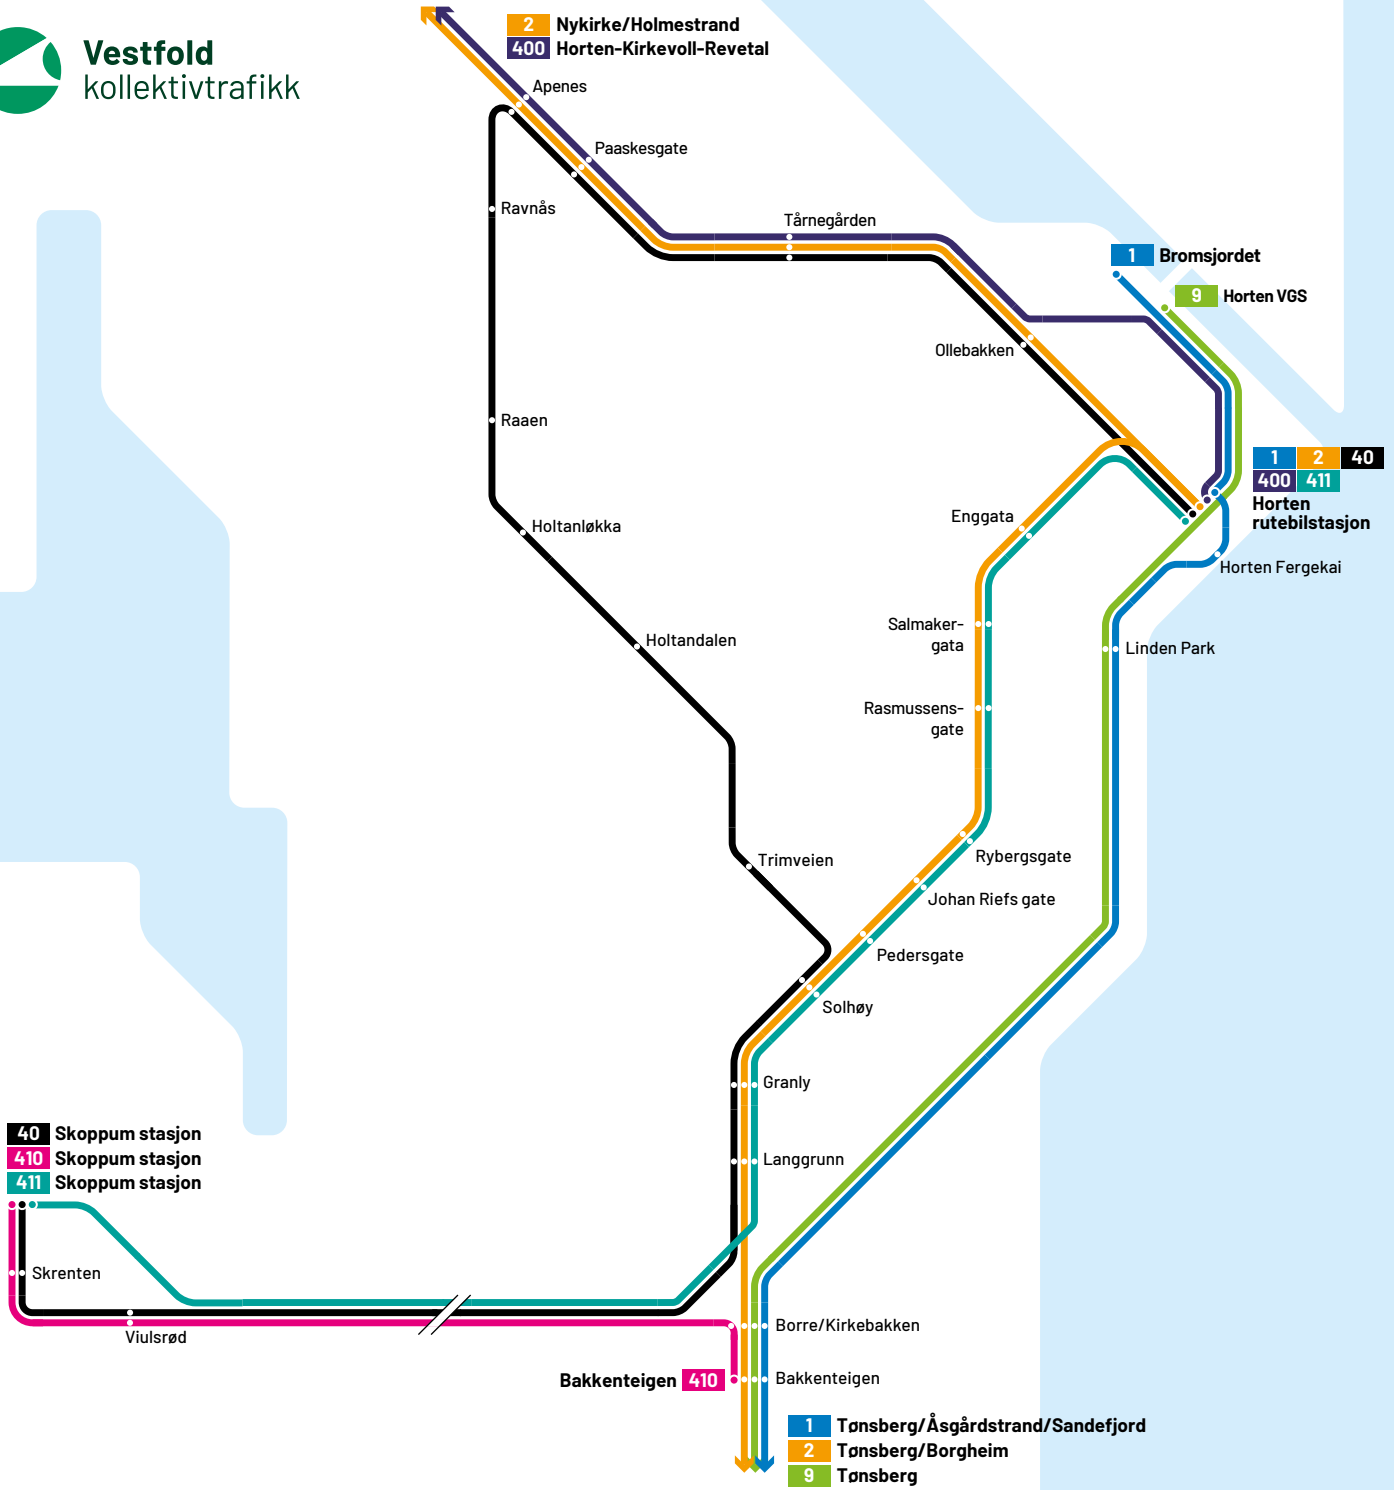 Vestfold
kollektivtrafikk
2 Nykirke/Holmestrand
400 Horten-Kirkevoll-Revetal
Apenes
Paaskesgate
Ravnås
Tårnegården
1 Bromsjordet
9 Horten VGS
Ollebakken
Raaen
1 2 40
400 411
Horten
rutebilstasjon
Enggata
Holtanløkka
Horten Fergekai
Salmaker-
gata
Holtandalen
Linden Park
Rasmussens-
gate
Trimveien
Rybergsgate
Johan Riefs gate
Pedersgate
Solhøy
Granly
40 Skoppum stasjon
410 Skoppum stasjon
411 Skoppum stasjon
Langgrunn
Skrenten
Viulsrød
Borre/Kirkebakken
Bakkenteigen 410
Bakkenteigen
1 Tønsberg/Åsgårdstrand/Sandefjord
2 Tønsberg/Borgheim
9 Tønsberg